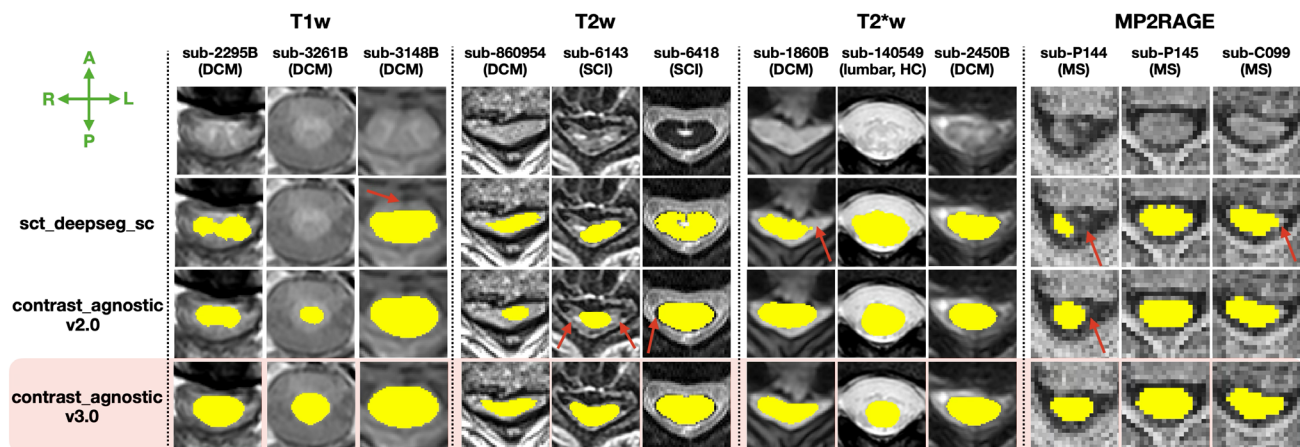 T1w T2w T2*w MP2RAGE
sub-2295B sub-3261B sub-3148B sub-860954 sub-6143 sub-6418 sub-1860B sub-140549 sub-2450B sub-P144 sub-P145 sub-C099
(DCM) (DCM) (DCM) (DCM) (SCI) (SCI) (DCM) (lumbar, HC) (DCM) (MS) (MS) (MS)
A
R L
P
sct_deepseg_sc
contrast_agnostic
v2.0
contrast_agnostic
v3.0